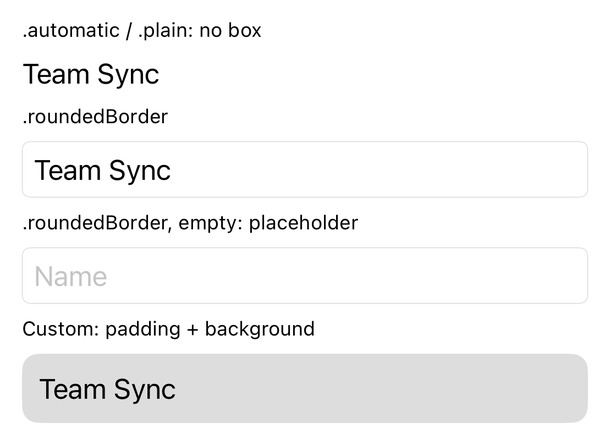 .automatic / .plain: no box
Team Sync
.roundedBorder
Team Sync
.roundedBorder, empty: placeholder
Name
Custom: padding + background
Team Sync